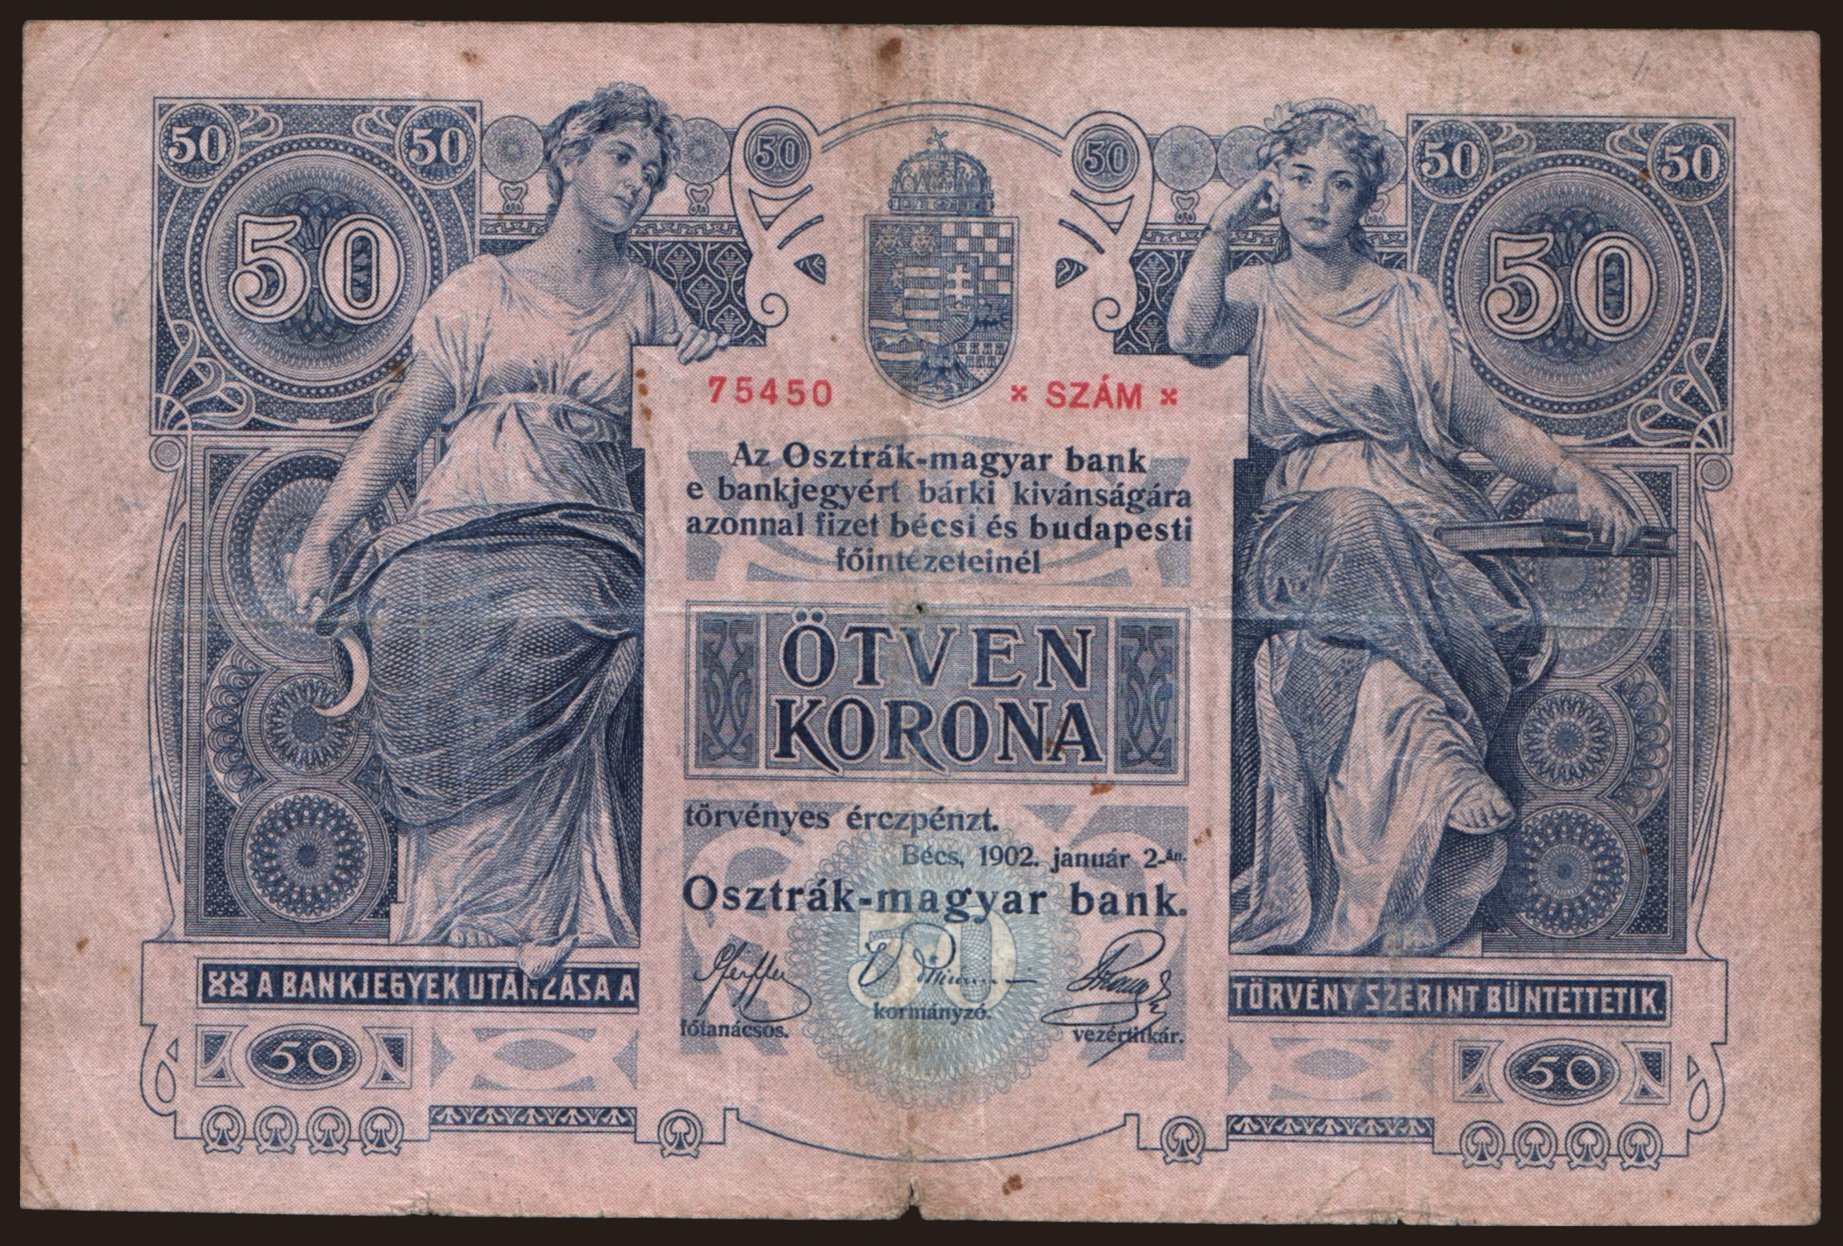 50 50 50 50 50 50
50 50
75450 × SZÁM ×
Az Osztrák-magyar bank
e bankjegyért bárki kivánságára
azonnal fizet bécsi és budapesti
főintézeteinél
ÖTVEN
KORONA
törvényes érczpénzt.
Bécs, 1902. január 2-án.
Osztrák-magyar bank.
50
főtanácsos. kormányzó. vezértitkár.
A BANKJEGYEK UTÁNZÁSA A TÖRVÉNY SZERINT BÜNTETTETIK.
50 50